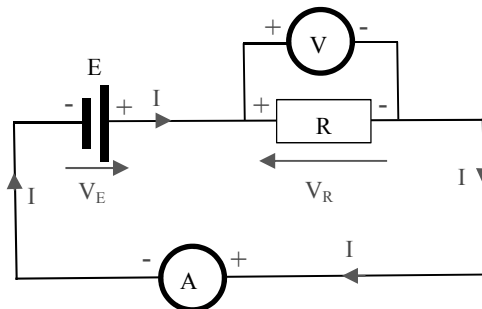 + V -
E
- + I + R -
V_E V_R I
I
- A + I